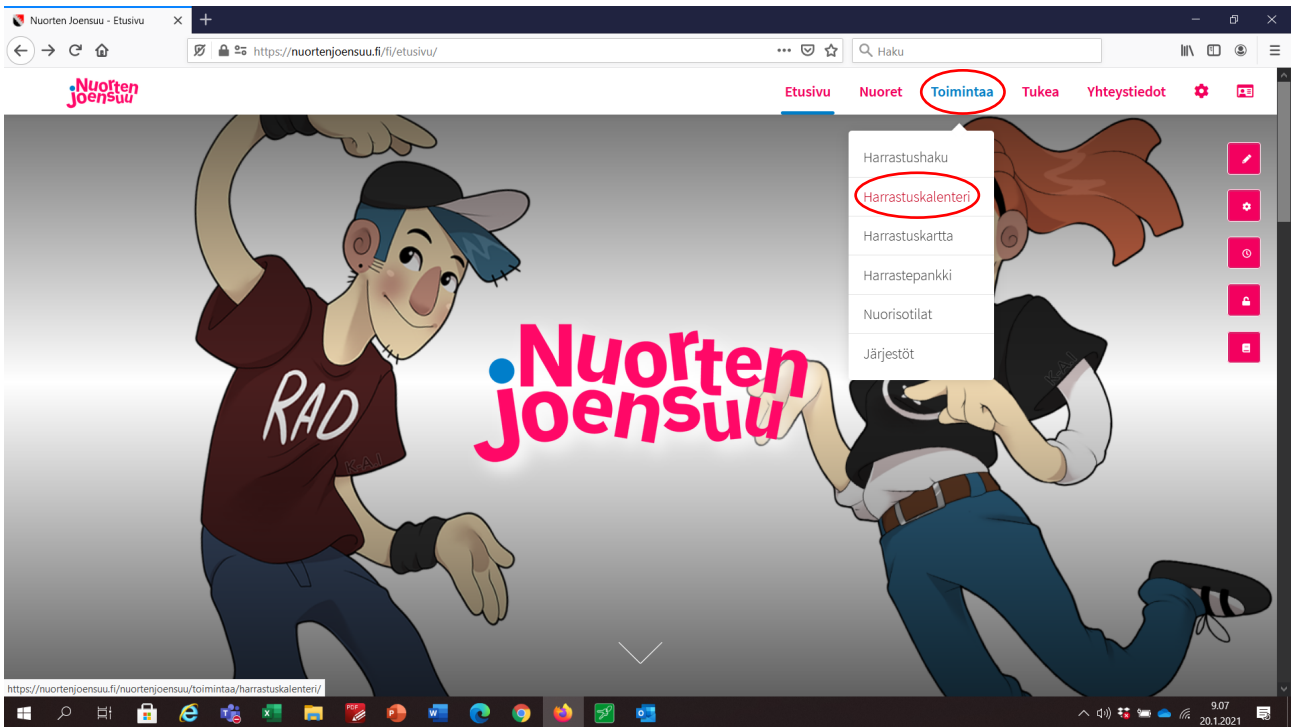 Nuorten Joensuu - Etusivu
https://nuortenjoensuu.fi/fi/etusivu/
Haku
Nuorten Joensuu
Etusivu Nuoret Toimintaa Tukea Yhteystiedot
Harrastushaku
Harrastuskalenteri
Harrastuskartta
Harrastepankki
Nuorisotilat
Järjestöt
RAD
K.A.I
K.A.I
Nuorten
Joensuu
https://nuortenjoensuu.fi/nuortenjoensuu/toimintaa/harrastuskalenteri/
PDF
9.07
20.1.2021